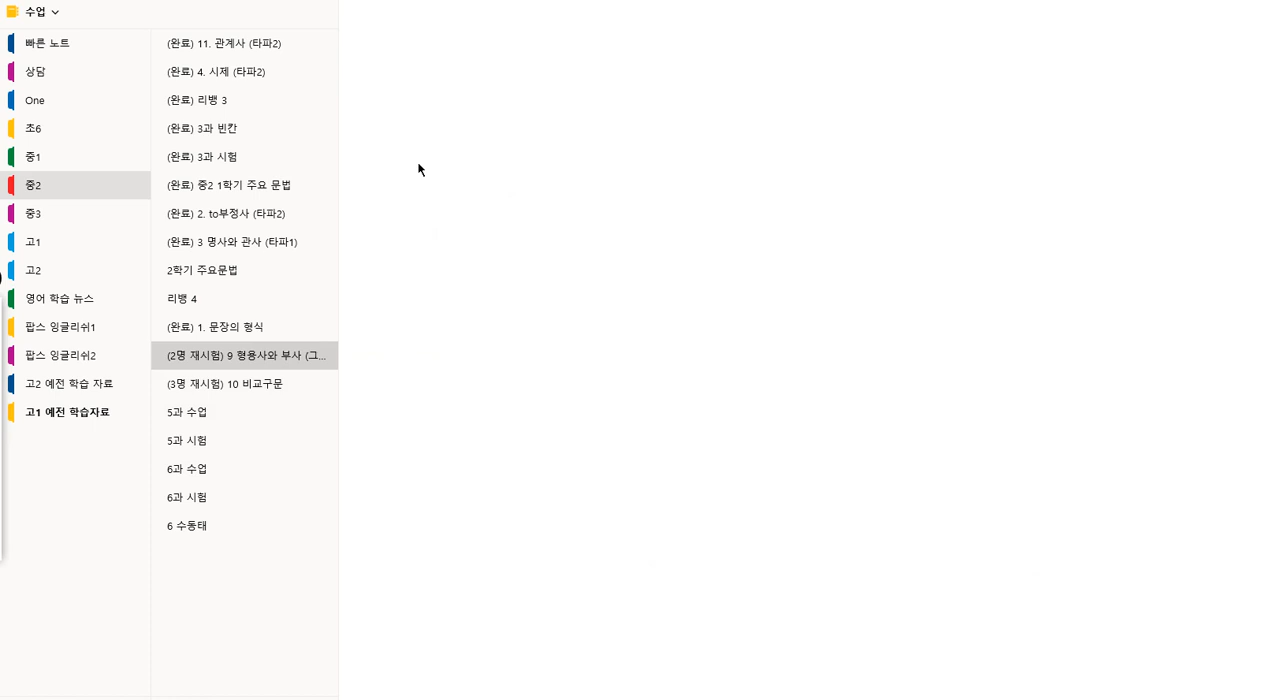 수업
빠른 노트
상담
One
초6
중1
중2
중3
고1
고2
영어 학습 뉴스
팝스 잉글리쉬1
팝스 잉글리쉬2
고2 예전 학습 자료
고1 예전 학습자료
(완료) 11. 관계사 (타파2)
(완료) 4. 시제 (타파2)
(완료) 리뱅 3
(완료) 3과 빈칸
(완료) 3과 시험
(완료) 중2 1학기 주요 문법
(완료) 2. to부정사 (타파2)
(완료) 3 명사와 관사 (타파1)
2학기 주요문법
리뱅 4
(완료) 1. 문장의 형식
(2명 재시험) 9 형용사와 부사 (그...
(3명 재시험) 10 비교구문
5과 수업
5과 시험
6과 수업
6과 시험
6 수동태